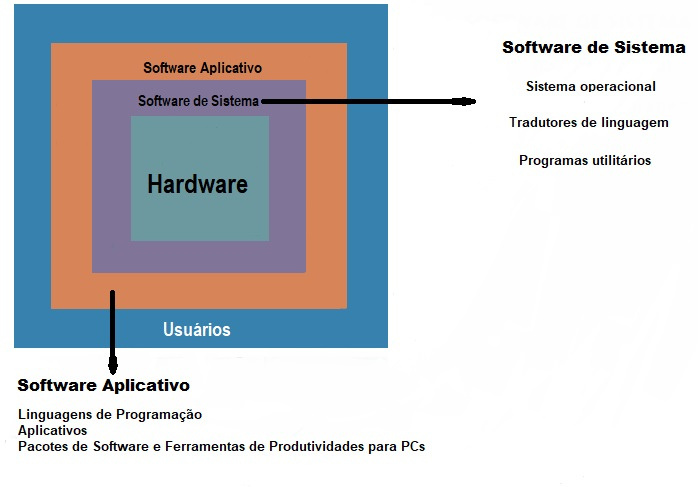 Software Aplicativo
Software de Sistema
Hardware
Usuários
Software de Sistema
Sistema operacional
Tradutores de linguagem
Programas utilitários
Software Aplicativo
Linguagens de Programação
Aplicativos
Pacotes de Software e Ferramentas de Produtividades para PCs